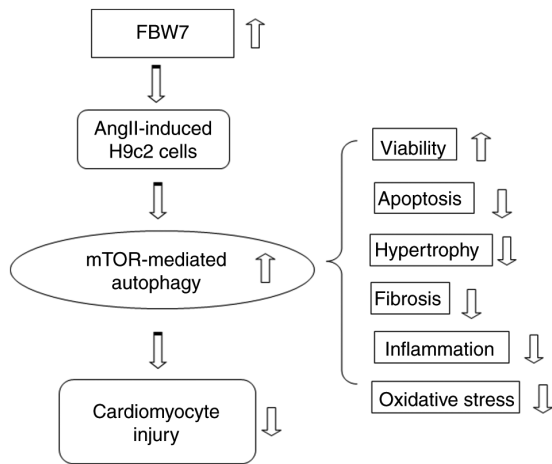 FBW7
AngII-induced
H9c2 cells
mTOR-mediated
autophagy
Cardiomyocyte
injury
Viability
Apoptosis
Hypertrophy
Fibrosis
Inflammation
Oxidative stress